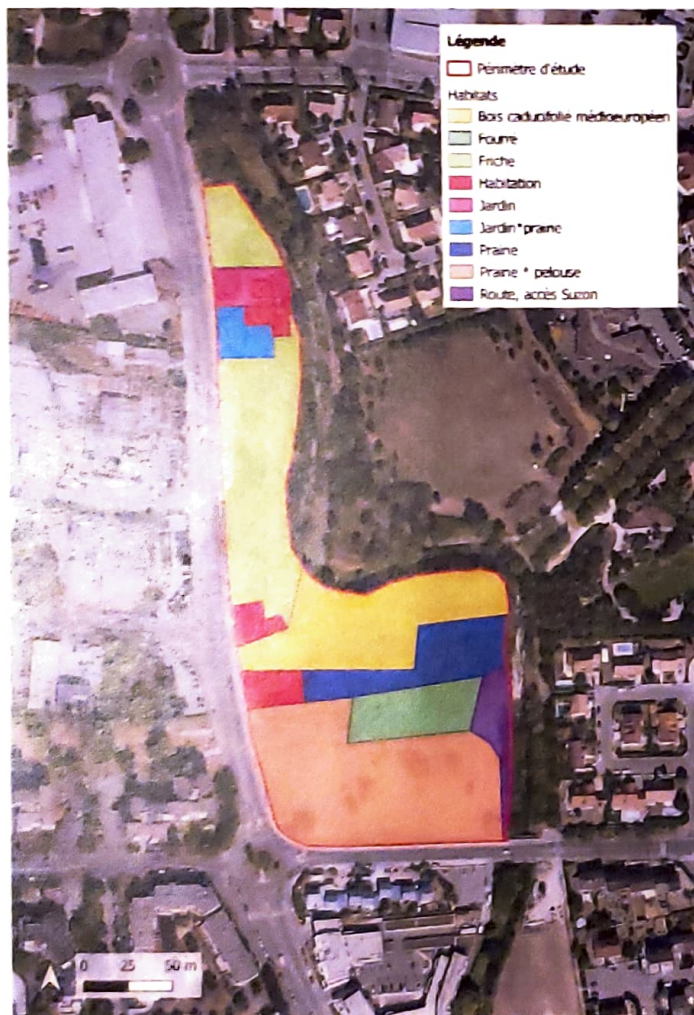 Légende
Périmètre d'étude
Habitats
Bois caducifolié médioeuropéen
Fourré
Friche
Habitation
Jardin
Jardin*prairie
Prairie
Prairie * pelouse
Route, accès Suzon
0 25 50 m